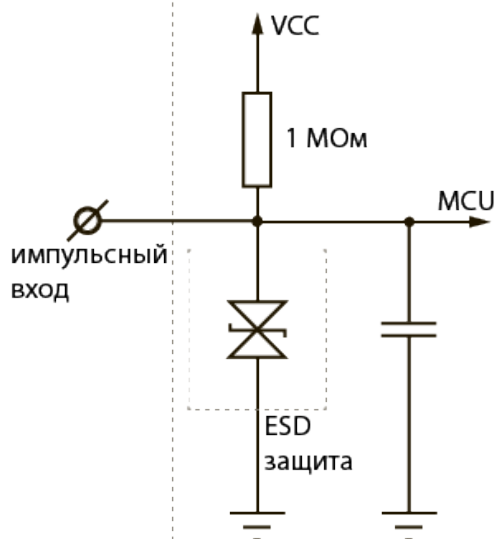 VCC
1 МОм
MCU
импульсный
вход
ESD
защита